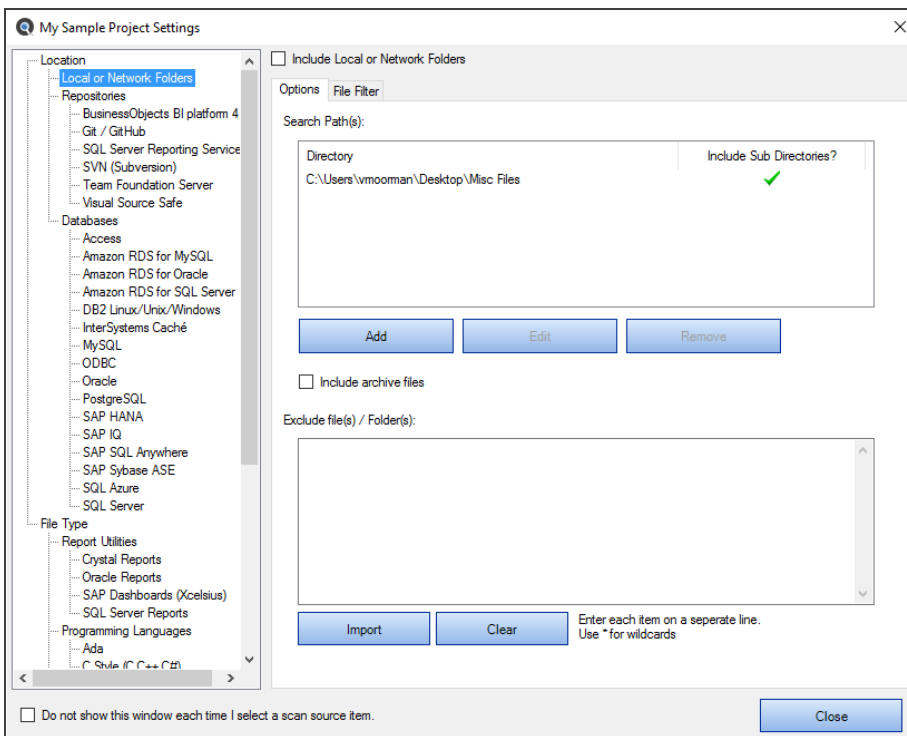 My Sample Project Settings
Location
Local or Network Folders
Repositories
BusinessObjects BI platform 4
Git / GitHub
SQL Server Reporting Service
SVN (Subversion)
Team Foundation Server
Visual Source Safe
Databases
Access
Amazon RDS for MySQL
Amazon RDS for Oracle
Amazon RDS for SQL Server
DB2 Linux/Unix/Windows
InterSystems Caché
MySQL
ODBC
Oracle
PostgreSQL
SAP HANA
SAP IQ
SAP SQL Anywhere
SAP Sybase ASE
SQL Azure
SQL Server
File Type
Report Utilities
Crystal Reports
Oracle Reports
SAP Dashboards (Xcelsius)
SQL Server Reports
Programming Languages
Ada
C Style (C C++ C#)
Include Local or Network Folders
Options File Filter
Search Path(s):
Directory Include Sub Directories?
C:\Users\vmoorman\Desktop\Misc Files
Add Edit Remove
Include archive files
Exclude file(s) / Folder(s):
Import Clear
Enter each item on a seperate line.
Use * for wildcards
Do not show this window each time I select a scan source item.
Close